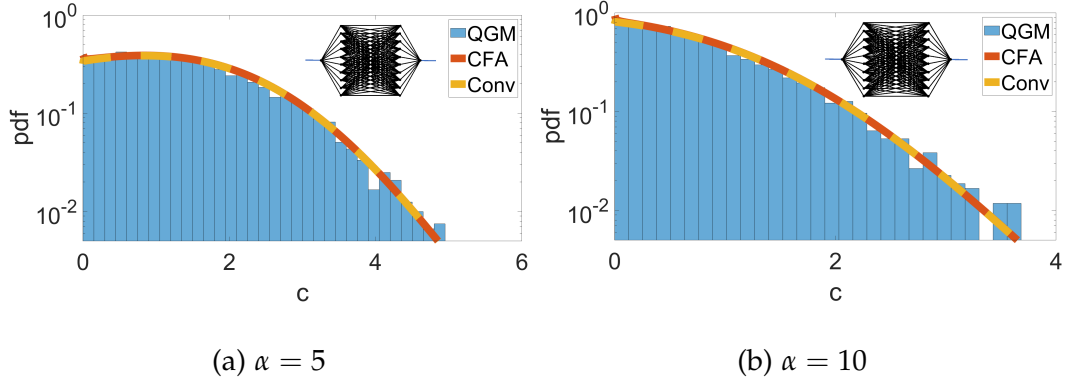 10^0
10^-1
10^-2
pdf
0 2 4 6
c
QGM
CFA
Conv
(a) α = 5
10^0
10^-1
10^-2
pdf
0 2 4
c
QGM
CFA
Conv
(b) α = 10